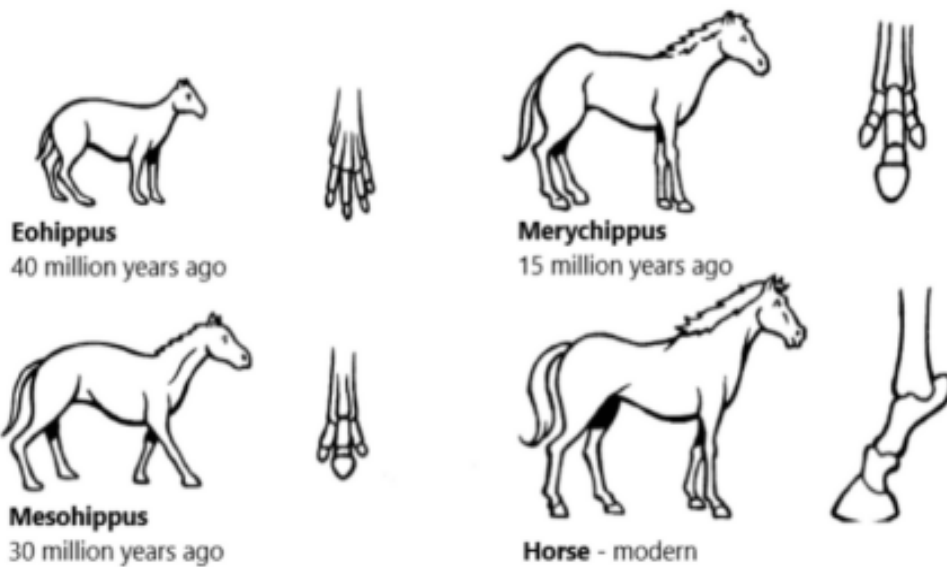 Eohippus
40 million years ago
Merychippus
15 million years ago
Mesohippus
30 million years ago
Horse - modern